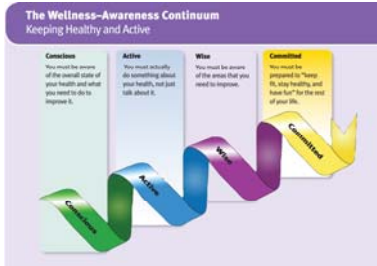 The Wellness–Awareness Continuum
Keeping Healthy and Active
Conscious
You must be aware
of the overall state of
your health and what
you need to do to
improve it.
Active
You must actually
do something about
your health, not just
talk about it.
Wise
You must be aware
of the areas that you
need to improve.
Committed
You must be
prepared to "keep
fit, stay healthy, and
have fun" for the rest
of your life.
Conscious
Active
Wise
Committed